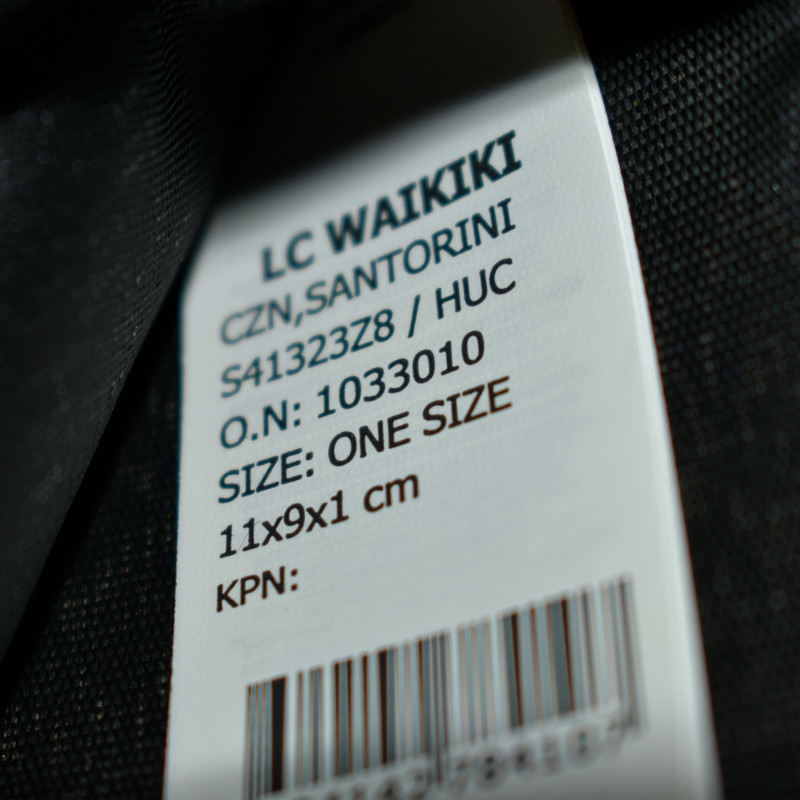 LC WAIKIKI
CZN,SANTORINI
S41323Z8 / HUC
O.N: 1033010
SIZE: ONE SIZE
11x9x1 cm
KPN: